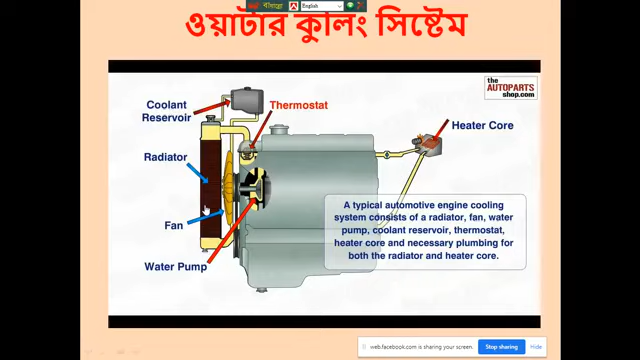 বাংলা
English
ওয়াটার কুলিং সিষ্টেম
the
AUTOPARTS
shop.com
Coolant
Reservoir
Thermostat
Heater Core
Radiator
Fan
Water Pump
A typical automotive engine cooling
system consists of a radiator, fan, water
pump, coolant reservoir, thermostat,
heater core and necessary plumbing for
both the radiator and heater core.
web.facebook.com is sharing your screen.
Stop sharing
Hide